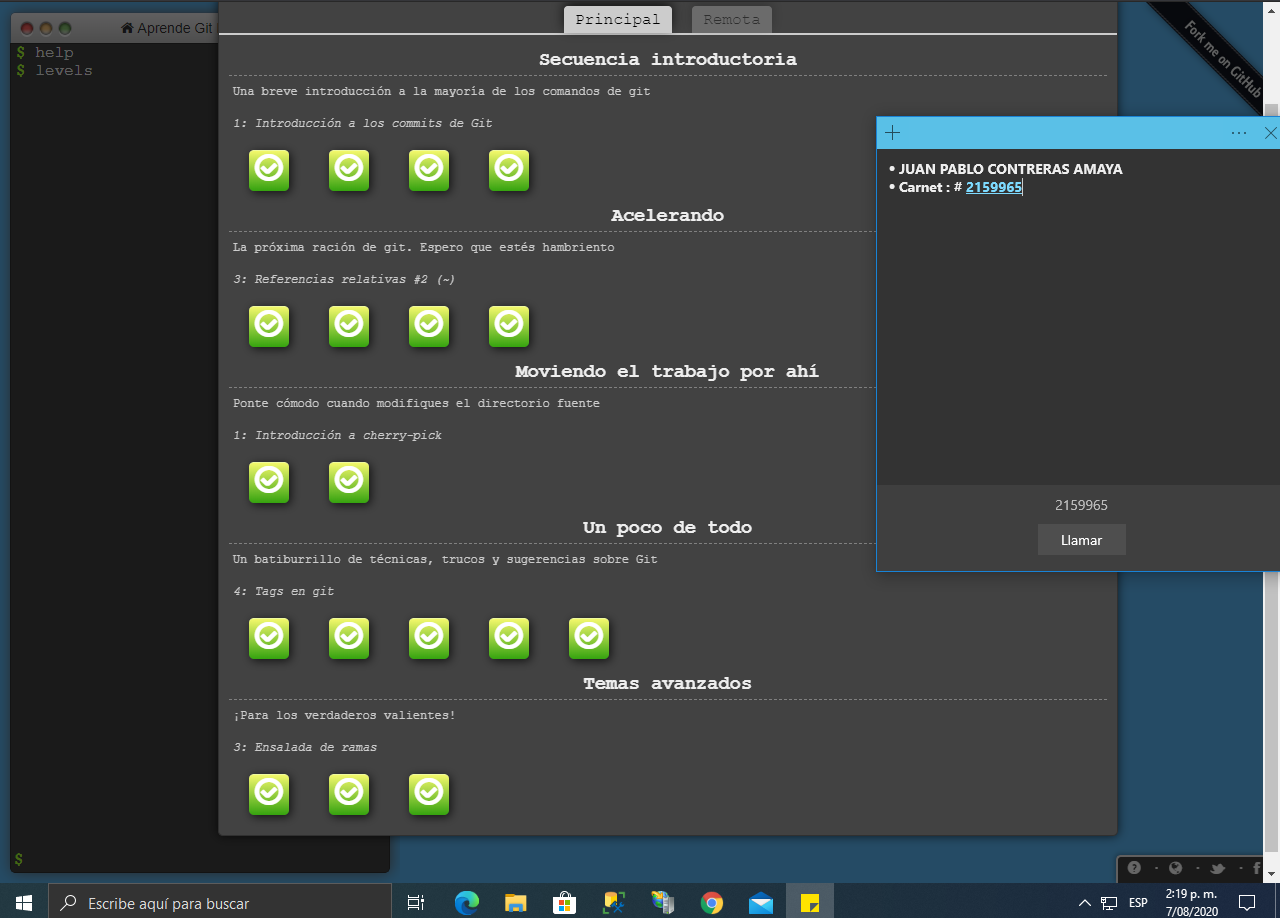 Principal
Remota
Aprende Git
$ help
$ levels
$
Secuencia introductoria
Una breve introducción a la mayoría de los comandos de git
1: Introducción a los commits de Git
Acelerando
La próxima ración de git. Espero que estés hambriento
3: Referencias relativas #2 (~)
Moviendo el trabajo por ahí
Ponte cómodo cuando modifiques el directorio fuente
1: Introducción a cherry-pick
Un poco de todo
Un batiburrillo de técnicas, trucos y sugerencias sobre Git
4: Tags en git
Temas avanzados
¡Para los verdaderos valientes!
3: Ensalada de ramas
Fork me on GitHub
• JUAN PABLO CONTRERAS AMAYA
• Carnet : # 2159965
2159965
Llamar
Escribe aquí para buscar
ESP
2:19 p. m.
7/08/2020